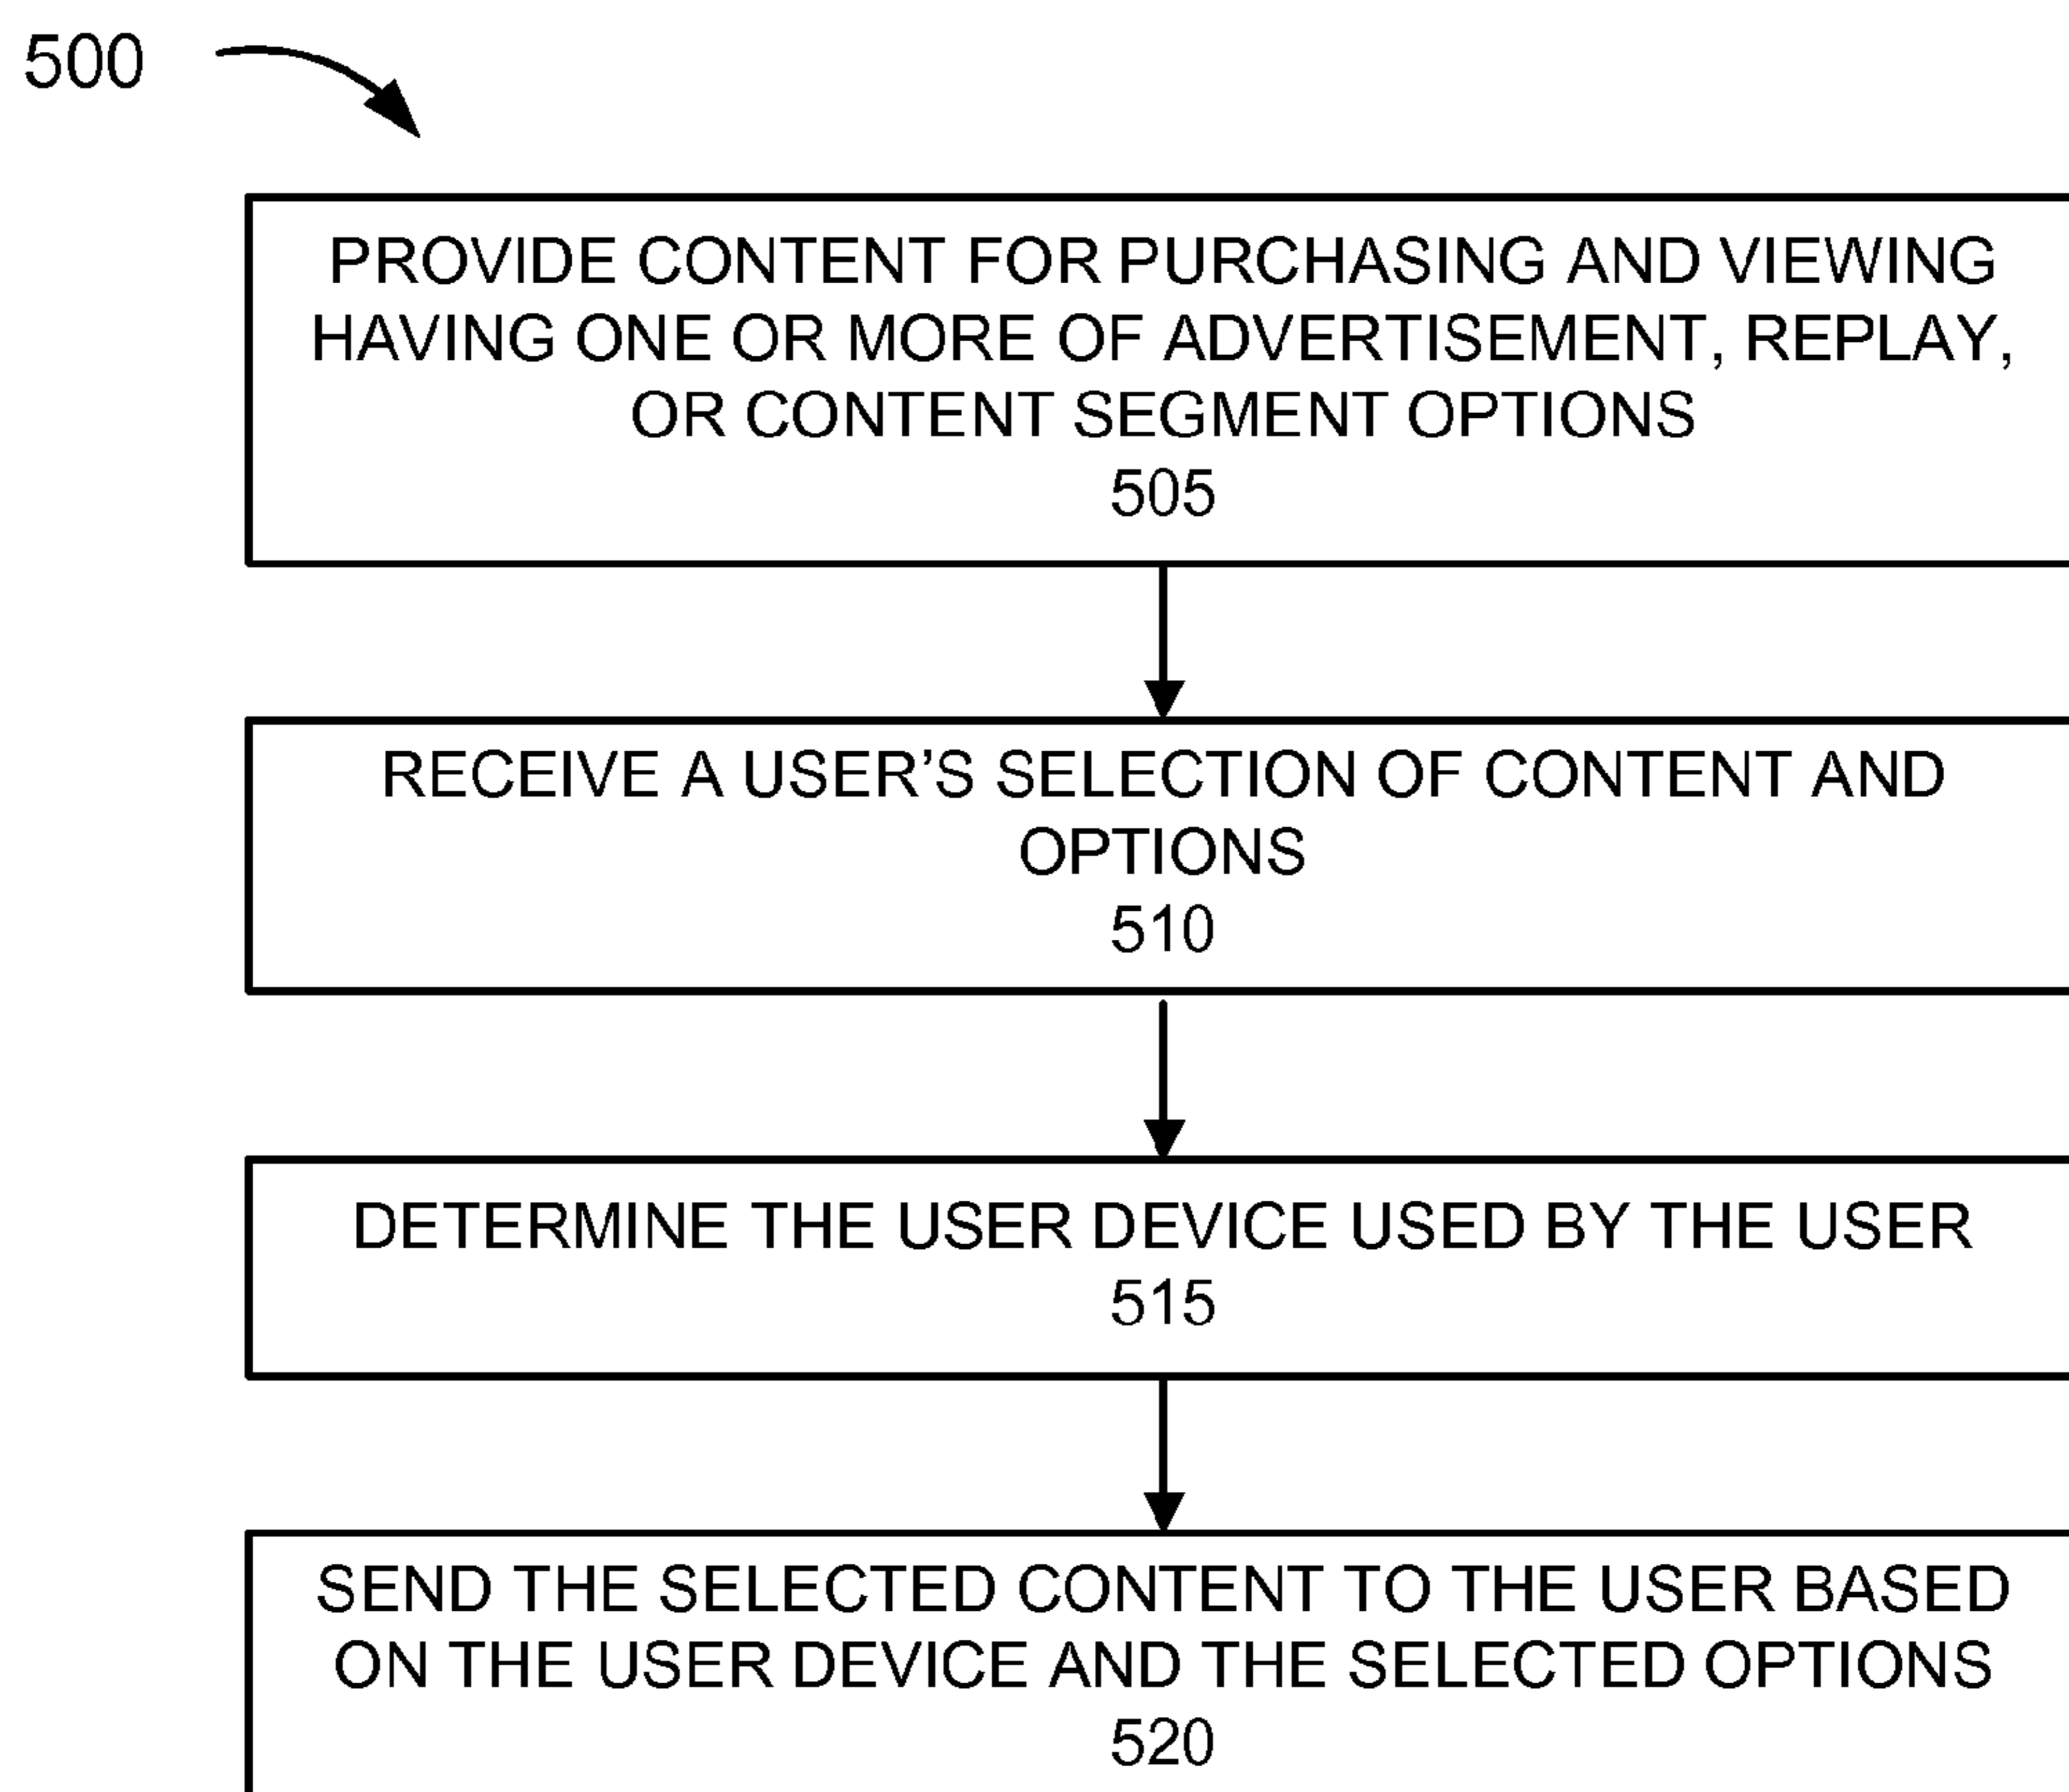 500
PROVIDE CONTENT FOR PURCHASING AND VIEWING
HAVING ONE OR MORE OF ADVERTISEMENT, REPLAY,
OR CONTENT SEGMENT OPTIONS
505
RECEIVE A USER’S SELECTION OF CONTENT AND
OPTIONS
510
DETERMINE THE USER DEVICE USED BY THE USER
515
SEND THE SELECTED CONTENT TO THE USER BASED
ON THE USER DEVICE AND THE SELECTED OPTIONS
520